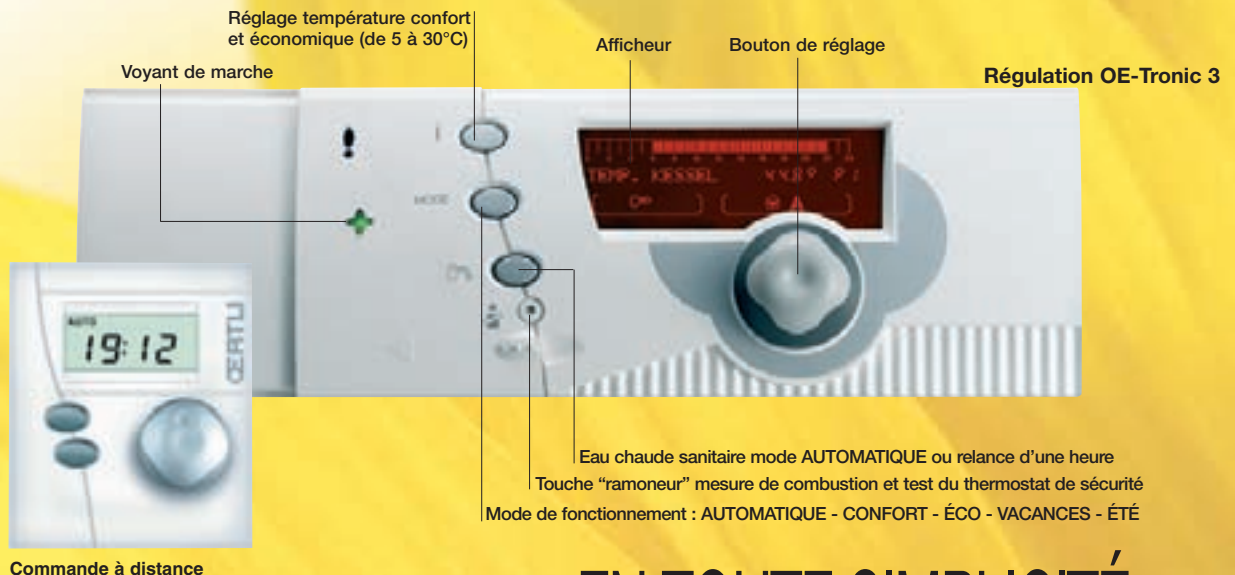 Réglage température confort
et économique (de 5 à 30°C)
Afficheur
Bouton de réglage
Voyant de marche
Régulation OE-Tronic 3
MODE
TEMP. KESSEL
AUTO
19:12
ŒRTLI
Eau chaude sanitaire mode AUTOMATIQUE ou relance d'une heure
Touche "ramoneur" mesure de combustion et test du thermostat de sécurité
Mode de fonctionnement : AUTOMATIQUE - CONFORT - ÉCO - VACANCES - ÉTÉ
Commande à distance
EN TOUTE SIMPLICITÉ